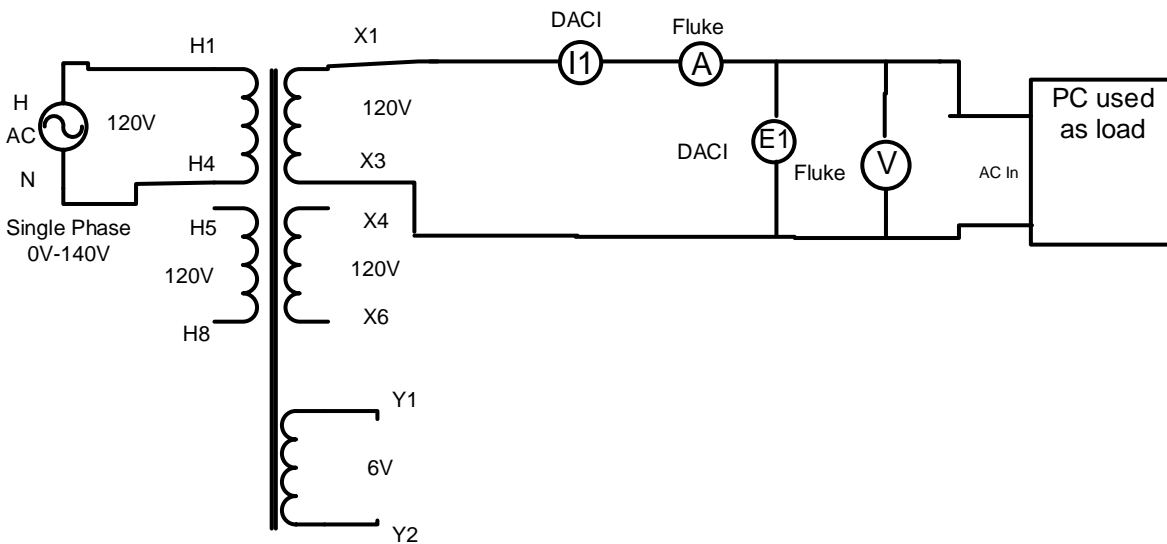 DACI
Fluke
H1
X1
I1
A
H
AC
120V
120V
PC used
as load
DACI
E1
Fluke
V
AC In
N
H4
X3
Single Phase
0V-140V
H5
X4
120V
120V
H8
X6
Y1
6V
Y2